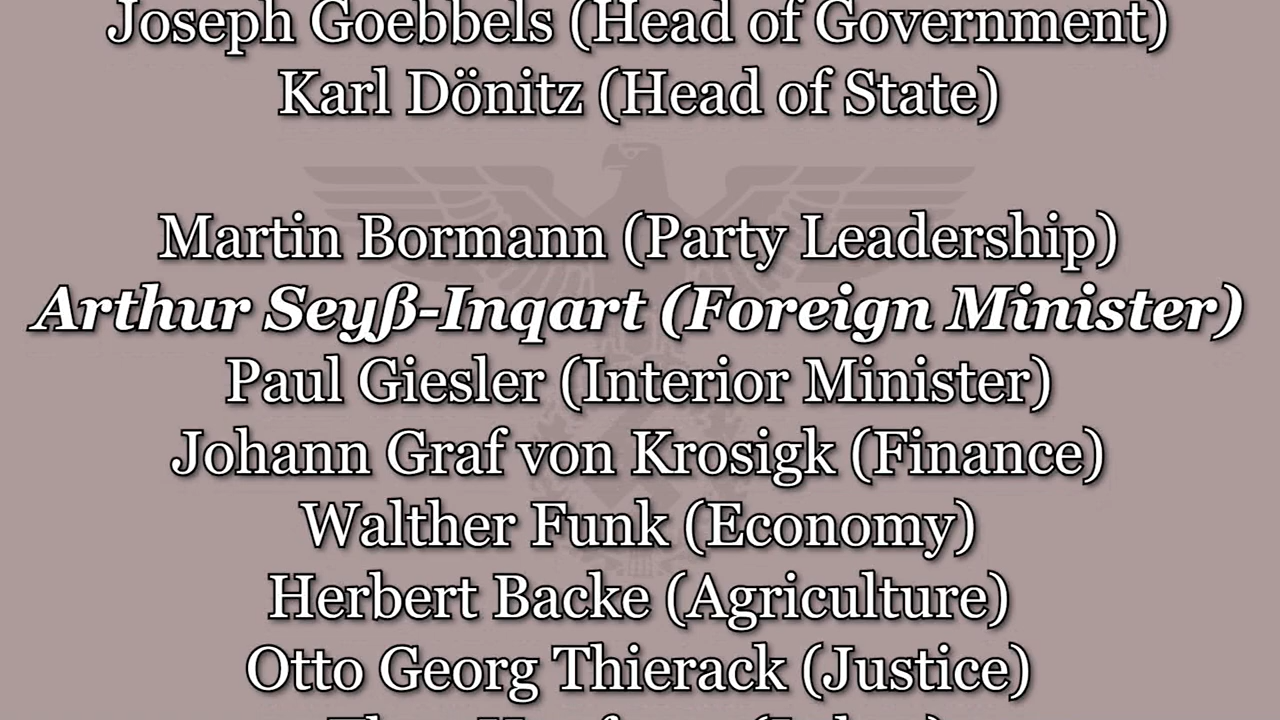 Joseph Goebbels (Head of Government)
Karl Dönitz (Head of State)
Martin Bormann (Party Leadership)
Arthur Seyß-Inqart (Foreign Minister)
Paul Giesler (Interior Minister)
Johann Graf von Krosigk (Finance)
Walther Funk (Economy)
Herbert Backe (Agriculture)
Otto Georg Thierack (Justice)